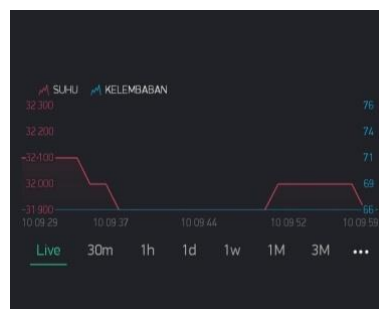 SUHU KELEMBABAN
32 300 76
32 200 74
32 100 71
32 000 69
31 900 66
10 09 29 10 09 37 10 09 44 10 09 52 10 09 59
Live 30m 1h 1d 1w 1M 3M •••